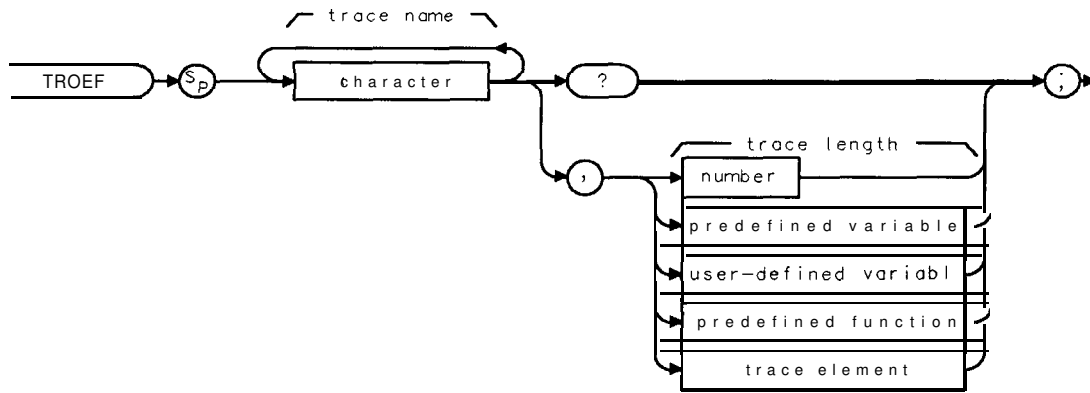 trace name
TROEF
SP
character
?
;
trace length
,
number
predefined variable
user-defined variabl
predefined function
trace element